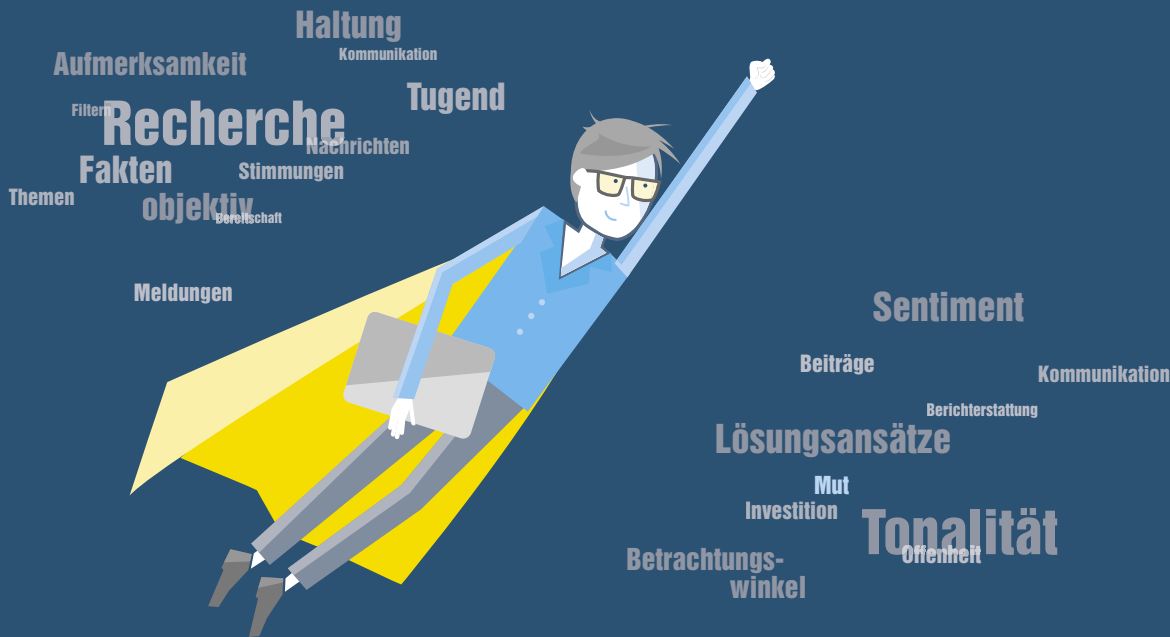 Haltung
Kommunikation
Aufmerksamkeit
Tugend
Filtern
Recherche
Nachrichten
Fakten
Stimmungen
Themen
objektiv
Bereitschaft
Meldungen
Sentiment
Beiträge
Kommunikation
Berichterstattung
Lösungsansätze
Mut
Investition
Tonalität
Offenheit
Betrachtungs-
winkel